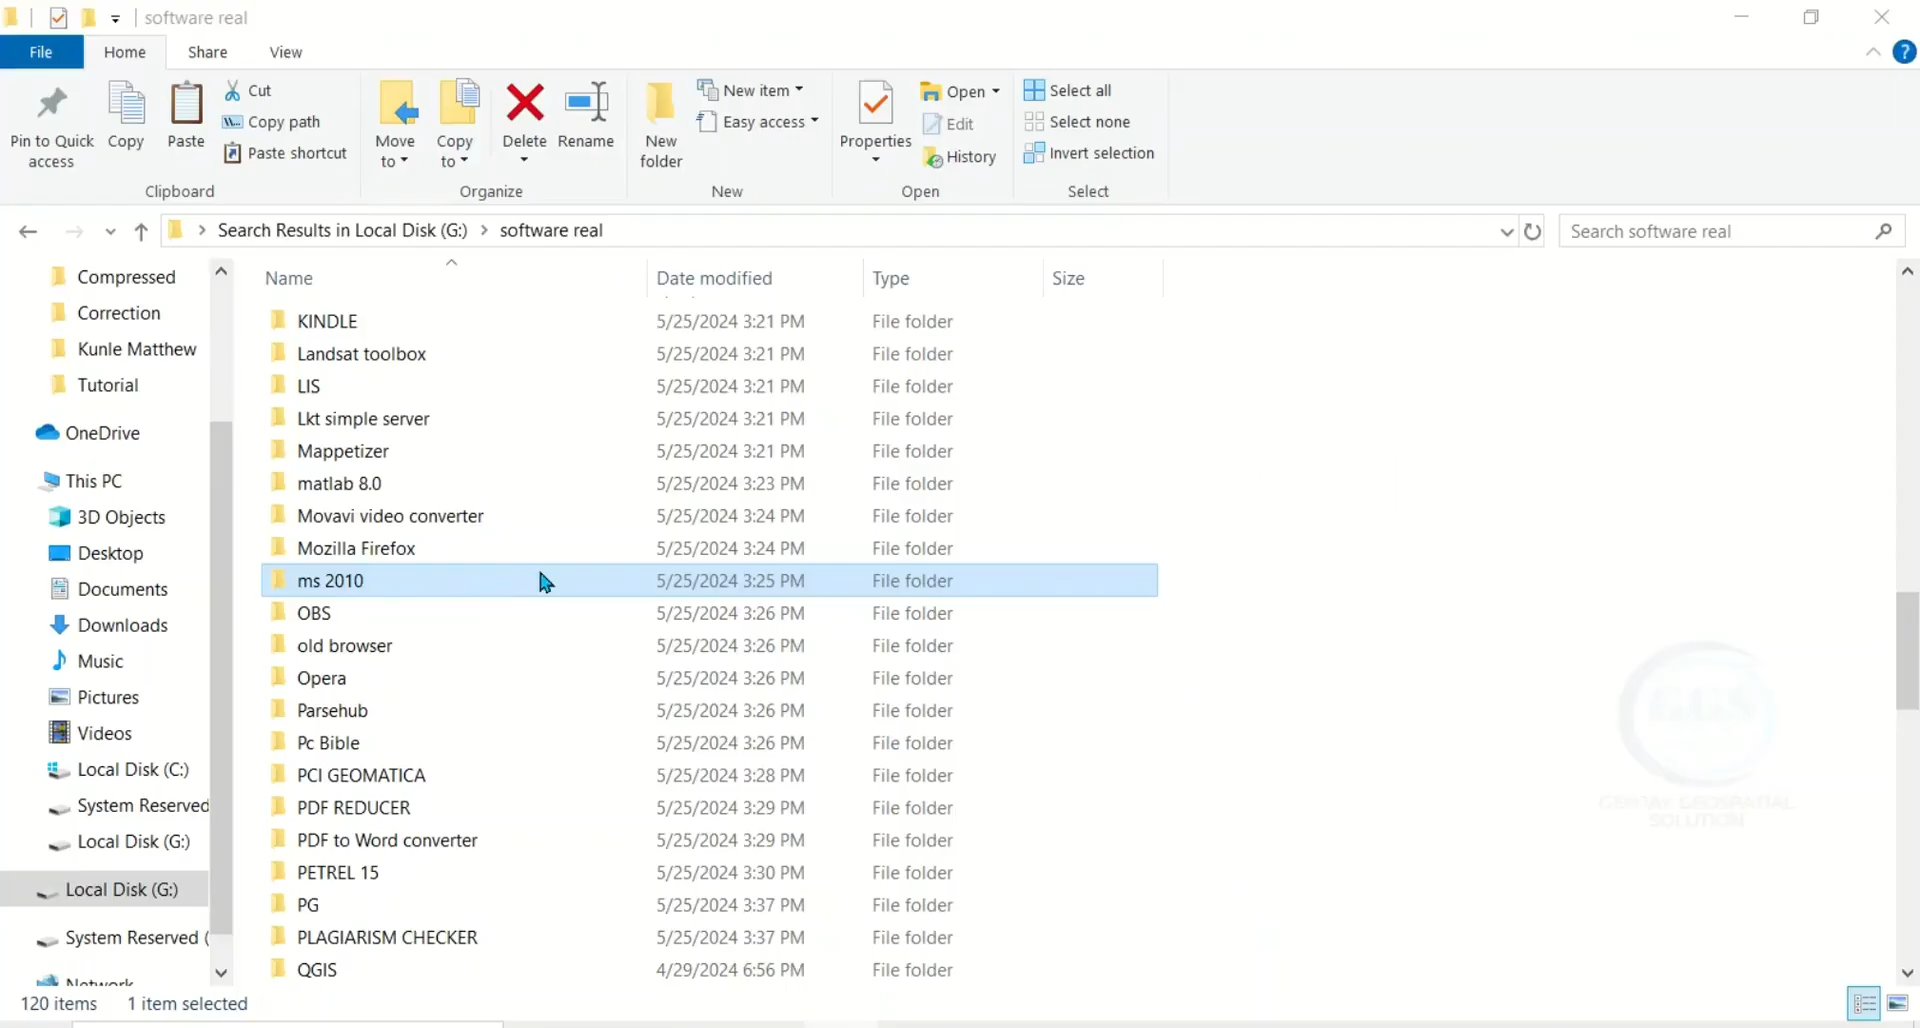 software real
File
Home
Share
View
Pin to Quick
access
Copy
Paste
Cut
Copy path
Paste shortcut
Clipboard
Move
to
Copy
to
Delete
Rename
Organize
New
folder
New item
Easy access
New
Properties
Open
Edit
History
Open
Select all
Select none
Invert selection
Select
Search Results in Local Disk (G:) > software real
Search software real
Compressed
Correction
Kunle Matthew
Tutorial
OneDrive
This PC
3D Objects
Desktop
Documents
Downloads
Music
Pictures
Videos
Local Disk (C:)
System Reserved
Local Disk (G:)
Local Disk (G:)
System Reserved (
Network
Name Date modified Type Size
KINDLE 5/25/2024 3:21 PM File folder
Landsat toolbox 5/25/2024 3:21 PM File folder
LIS 5/25/2024 3:21 PM File folder
Lkt simple server 5/25/2024 3:21 PM File folder
Mappetizer 5/25/2024 3:21 PM File folder
matlab 8.0 5/25/2024 3:23 PM File folder
Movavi video converter 5/25/2024 3:24 PM File folder
Mozilla Firefox 5/25/2024 3:24 PM File folder
ms 2010 5/25/2024 3:25 PM File folder
OBS 5/25/2024 3:26 PM File folder
old browser 5/25/2024 3:26 PM File folder
Opera 5/25/2024 3:26 PM File folder
Parsehub 5/25/2024 3:26 PM File folder
Pc Bible 5/25/2024 3:26 PM File folder
PCI GEOMATICA 5/25/2024 3:28 PM File folder
PDF REDUCER 5/25/2024 3:29 PM File folder
PDF to Word converter 5/25/2024 3:29 PM File folder
PETREL 15 5/25/2024 3:30 PM File folder
PG 5/25/2024 3:37 PM File folder
PLAGIARISM CHECKER 5/25/2024 3:37 PM File folder
QGIS 4/29/2024 6:56 PM File folder
GEOSPATIAL
SOLUTION
120 items 1 item selected